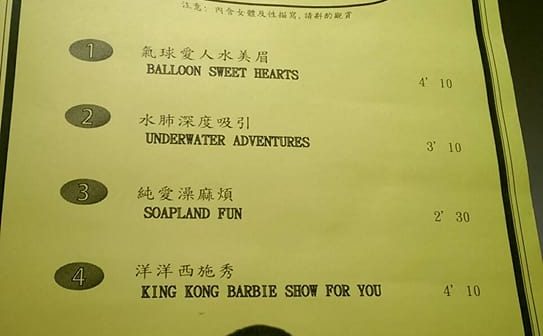 注意: 內含女體及性描寫, 請斟酌觀賞
1 氣球愛人水美眉
BALLOON SWEET HEARTS 4' 10
2 水肺深度吸引
UNDERWATER ADVENTURES 3' 10
3 純愛澡麻煩
SOAPLAND FUN 2' 30
4 洋洋西施秀
KING KONG BARBIE SHOW FOR YOU 4' 10